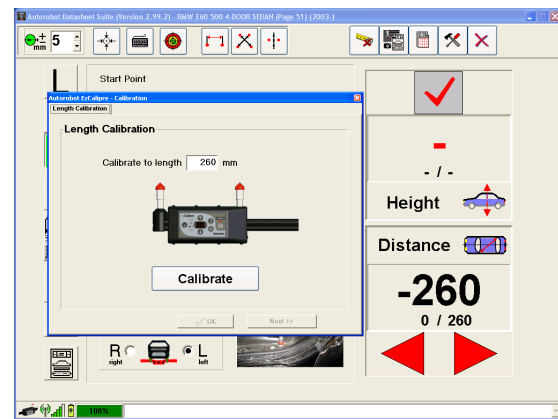 Autorobot Datasheet Suite (Version 2.99.2) - BMW E60 500 4-DOOR SEDAN (Page 51) (2003-)
mm 5
L
Start Point
Autorobot EzCalipre - Calibration
Length Calibration
Length Calibration
Calibrate to length 260 mm
Calibrate
OK
Next >>
-
- / -
Height
Distance
-260
0 / 260
R
right
L
left
100%